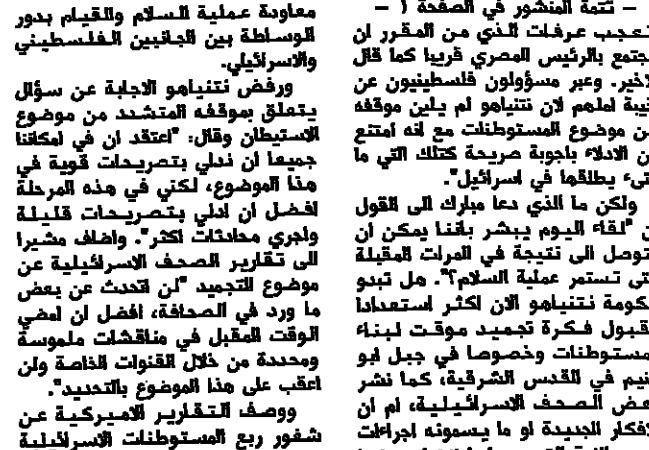 – تتمة المنشور في الصفحة ١ –
تعجب عرفات الذي من المقرر ان
يجتمع بالرئيس المصري قريبا كما قال
الاخير. وعبر مسؤولون فلسطينيون عن
خيبة املهم لان نتنياهو لم يلين موقفه
من موضوع المستوطنات مع انه امتنع
عن الادلاء باجوبة صريحة كتلك التي ما
فتىء يطلقها في اسرائيل".
ولكن ما الذي دعا مبارك الى القول
ان "لقاء اليوم يبشر باننا يمكن ان
نتوصل الى نتيجة في المرات المقبلة
حتى تستمر عملية السلام؟". هل تبدو
حكومة نتنياهو الآن اكثر استعدادا
لقبول فكرة تجميد موقت لبناء
مستوطنات وخصوصا في جبل ابو
غنيم في القدس الشرقية، كما نشر
بعض الصحف الاسرائيلية، ام ان
الافكار الجديدة او ما يسمونه اجراءات
معاودة عملية السلام والقيام بدور
الوساطة بين الجانبين الفلسطيني
والاسرائيلي.
ورفض نتنياهو الاجابة عن سؤال
يتعلق بموقفه المتشدد من موضوع
الاستيطان وقال: "اعتقد ان في امكاننا
جميعا ان ندلي بتصريحات قوية في
هذا الموضوع، لكني في هذه المرحلة
افضل ان ادلي بتصريحات قليلة
واجري محادثات اكثر". واضاف مشيرا
الى تقارير الصحف الاسرائيلية عن
موضوع التجميد "لن اتحدث عن بعض
ما ورد في الصحافة، افضل ان امضي
الوقت المقبل في مناقشات ملموسة
ومحددة من خلال القنوات الخاصة ولن
اعقب على هذا الموضوع بالتحديد".
ووصف التقارير الاميركية عن
شغور ربع المستوطنات الاسرائيلية